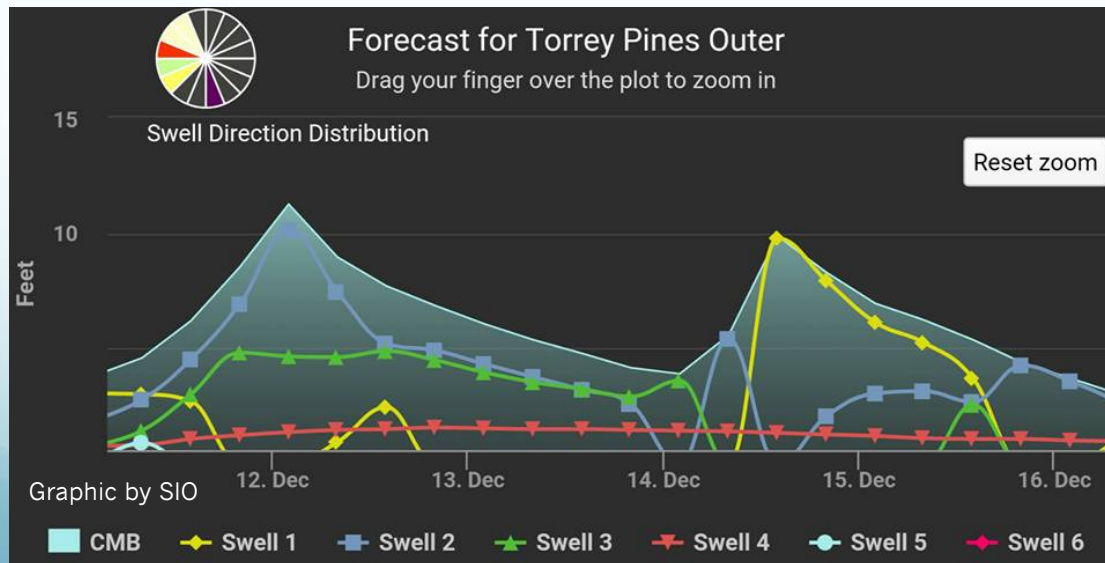 Forecast for Torrey Pines Outer
Drag your finger over the plot to zoom in
Swell Direction Distribution
Reset zoom
15
10
Feet
12. Dec 13. Dec 14. Dec 15. Dec 16. Dec
Graphic by SIO
CMB Swell 1 Swell 2 Swell 3 Swell 4 Swell 5 Swell 6